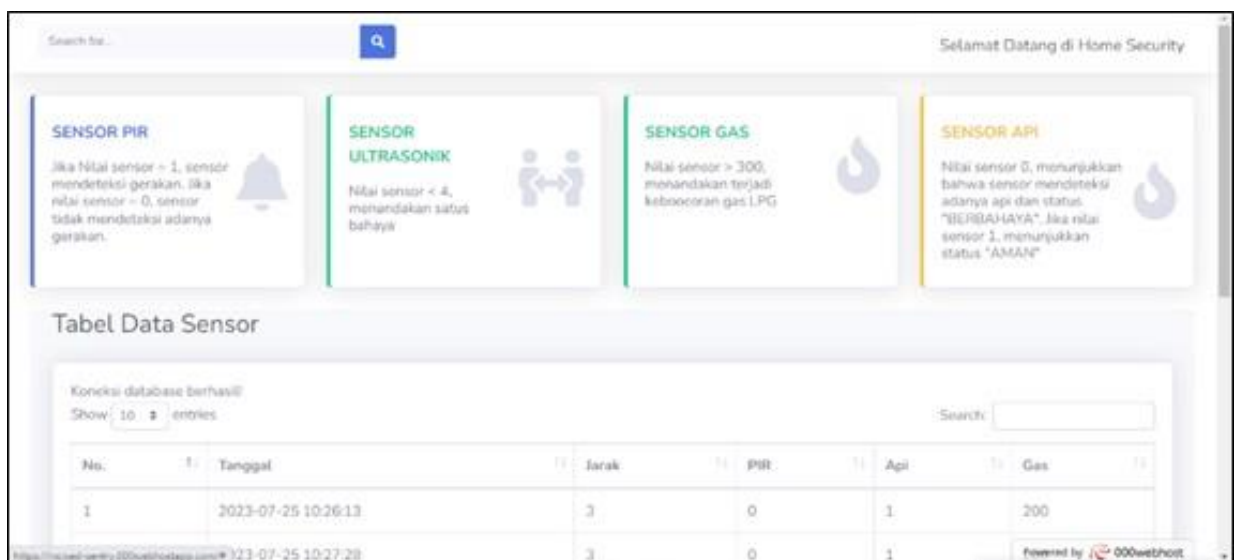 Search for...
Selamat Datang di Home Security
SENSOR PIR
Jika Nilai sensor = 1, sensor
mendeteksi gerakan. Jika
nilai sensor = 0, sensor
tidak mendeteksi adanya
gerakan.
SENSOR
ULTRASONIK
Nilai sensor < 4,
menandakan satus
bahaya
SENSOR GAS
Nilai sensor > 300,
menandakan terjadi
keboocoran gas LPG
SENSOR API
Nilai sensor 0, menunjukkan
bahwa sensor mendeteksi
adanya api dan status
"BERBAHAYA". Jika nilai
sensor 1, menunjukkan
status "AMAN"
Tabel Data Sensor
Koneksi database berhasil!
Show 10 entries
Search:
No. Tanggal Jarak PIR Api Gas
1 2023-07-25 10:26:13 3 0 1 200
023-07-25 10:27:28 3 0 1
Powered by 000webhost